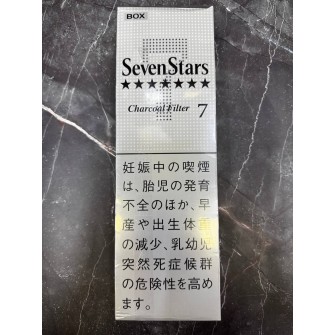 BOX
SevenStars
★★★★★★★
Charcoal Filter 7
妊娠中の喫煙
は、胎児の発育
不全のほか、早
産や出生体重
の減少、乳幼児
突然死症候群
の危険性を高め
ます。